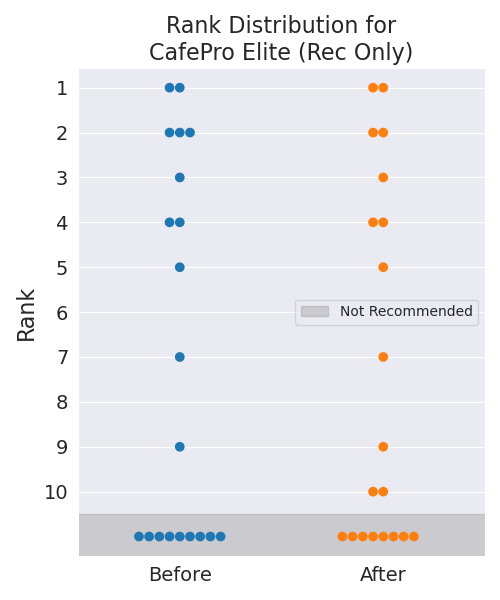 Rank Distribution for
CafePro Elite (Rec Only)
Rank
1
2
3
4
5
6
7
8
9
10
Not Recommended
Before
After